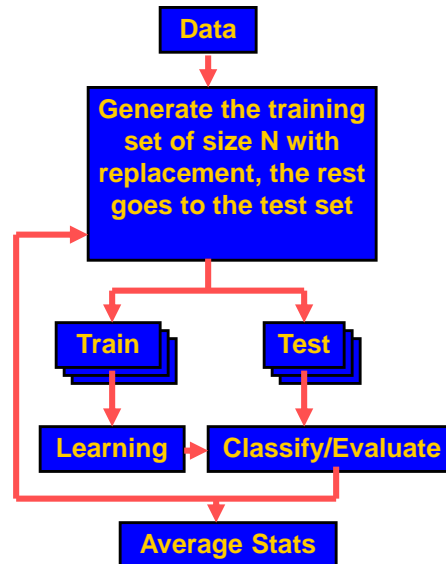 Data
Generate the training
set of size N with
replacement, the rest
goes to the test set
Train
Test
Learning
Classify/Evaluate
Average Stats